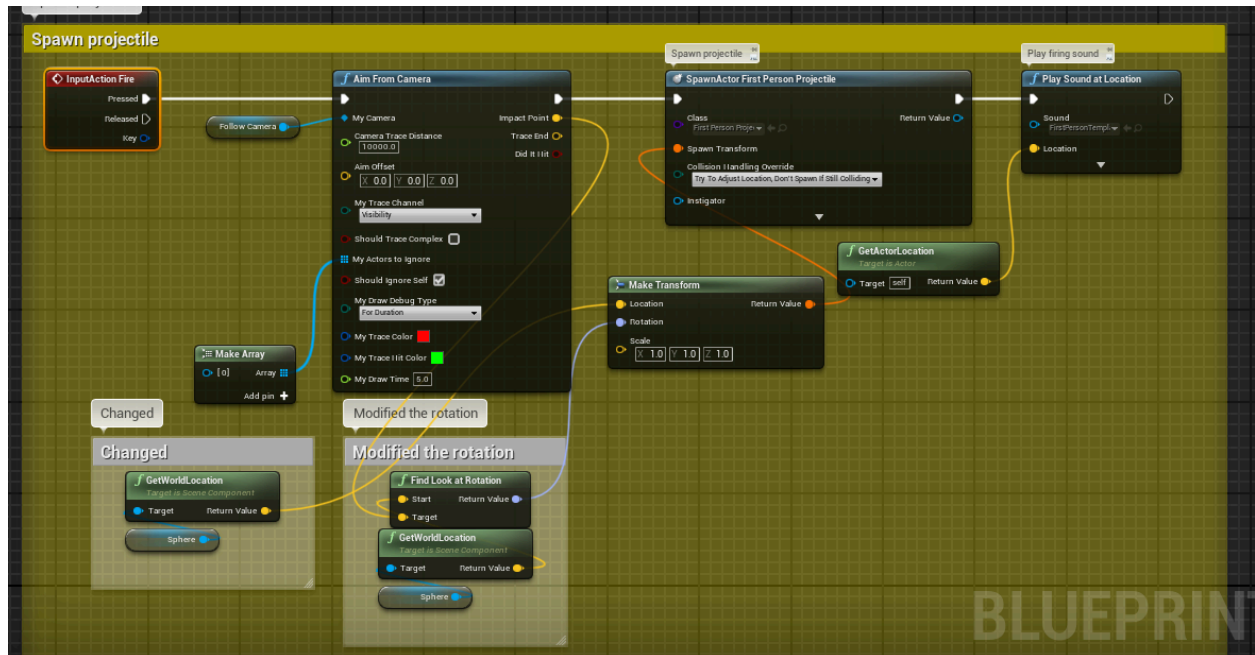 Spawn projectile
Spawn projectile
Play firing sound
InputAction Fire
Pressed
Released
Key
Follow Camera
Aim From Camera
My Camera
Impact Point
Camera Trace Distance
Trace End
10000.0
Did It Hit
Aim Offset
X 0.0 Y 0.0 Z 0.0
My Trace Channel
Visibility
Should Trace Complex
My Actors to Ignore
Should Ignore Self
My Draw Debug Type
For Duration
My Trace Color
My Trace Hit Color
My Draw Time 5.0
SpawnActor First Person Projectile
Class
Return Value
First Person Proje
Spawn Transform
Collision Handling Override
Try To Adjust Location, Don't Spawn If Still Colliding
Instigator
Play Sound at Location
Sound
FirstPersonTempl
Location
GetActorLocation
Target is Actor
Target self
Return Value
Make Transform
Location
Return Value
Rotation
Scale
X 1.0 Y 1.0 Z 1.0
Make Array
[0]
Array
Add pin +
Changed
Changed
GetWorldLocation
Target is Scene Component
Target
Return Value
Sphere
Modified the rotation
Modified the rotation
Find Look at Rotation
Start
Return Value
Target
GetWorldLocation
Target is Scene Component
Target
Return Value
Sphere
BLUEPRINT